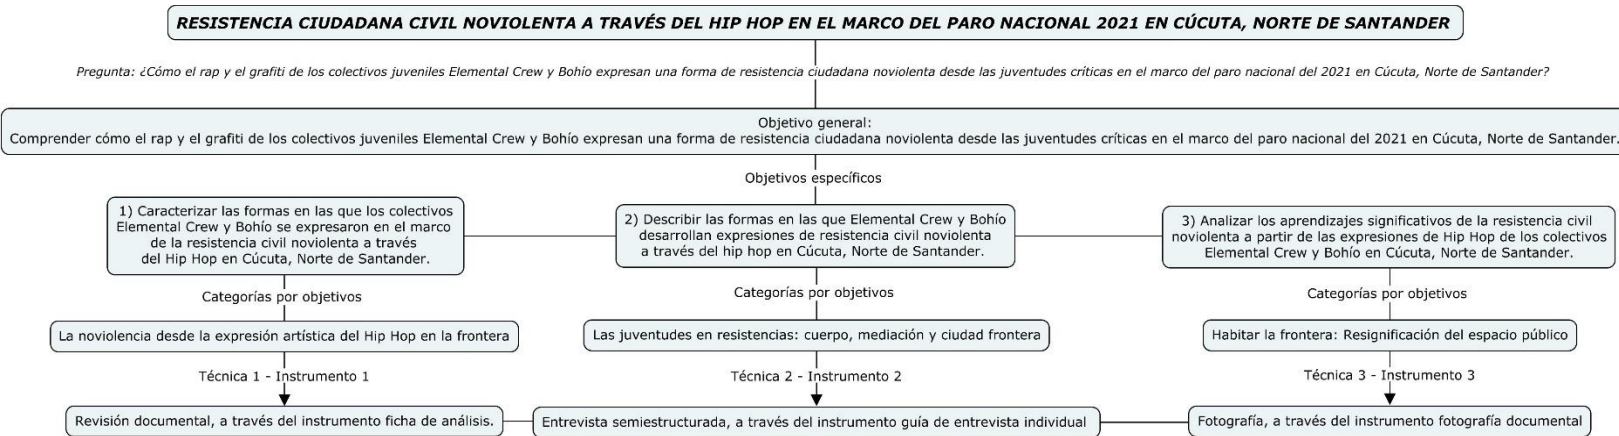 RESISTENCIA CIUDADANA CIVIL NOVIOLENTA A TRAVÉS DEL HIP HOP EN EL MARCO DEL PARO NACIONAL 2021 EN CÚCUTA, NORTE DE SANTANDER
Pregunta: ¿Cómo el rap y el grafiti de los colectivos juveniles Elemental Crew y Bohío expresan una forma de resistencia ciudadana noviolenta desde las juventudes críticas en el marco del paro nacional del 2021 en Cúcuta, Norte de Santander?
Objetivo general:
Comprender cómo el rap y el grafiti de los colectivos juveniles Elemental Crew y Bohío expresan una forma de resistencia ciudadana noviolenta desde las juventudes críticas en el marco del paro nacional del 2021 en Cúcuta, Norte de Santander.
Objetivos específicos
1) Caracterizar las formas en las que los colectivos
Elemental Crew y Bohío se expresaron en el marco
de la resistencia civil noviolenta a través
del Hip Hop en Cúcuta, Norte de Santander.
2) Describir las formas en las que Elemental Crew y Bohío
desarrollan expresiones de resistencia civil noviolenta
a través del hip hop en Cúcuta, Norte de Santander.
3) Analizar los aprendizajes significativos de la resistencia civil
noviolenta a partir de las expresiones de Hip Hop de los colectivos
Elemental Crew y Bohío en Cúcuta, Norte de Santander.
Categorías por objetivos
Categorías por objetivos
Categorías por objetivos
La noviolencia desde la expresión artística del Hip Hop en la frontera
Las juventudes en resistencias: cuerpo, mediación y ciudad frontera
Habitar la frontera: Resignificación del espacio público
Técnica 1 - Instrumento 1
Técnica 2 - Instrumento 2
Técnica 3 - Instrumento 3
Revisión documental, a través del instrumento ficha de análisis.
Entrevista semiestructurada, a través del instrumento guía de entrevista individual
Fotografía, a través del instrumento fotografía documental